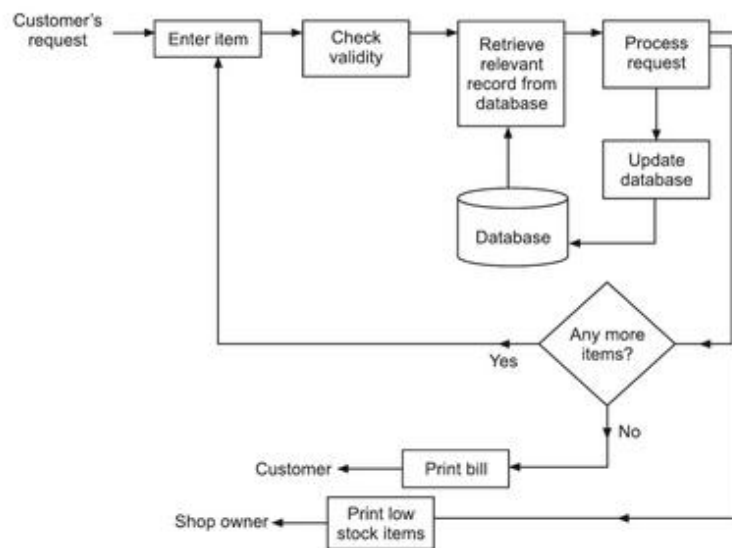 Customer's
request
Enter item
Check
validity
Retrieve
relevant
record from
database
Process
request
Update
database
Database
Any more
items?
Yes
No
Customer
Print bill
Shop owner
Print low
stock items